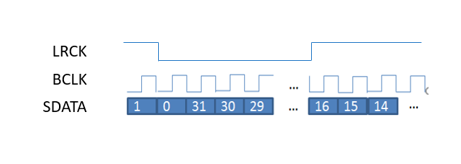 LRCK
BCLK ...
SDATA 1 0 31 30 29 ... 16 15 14 ...